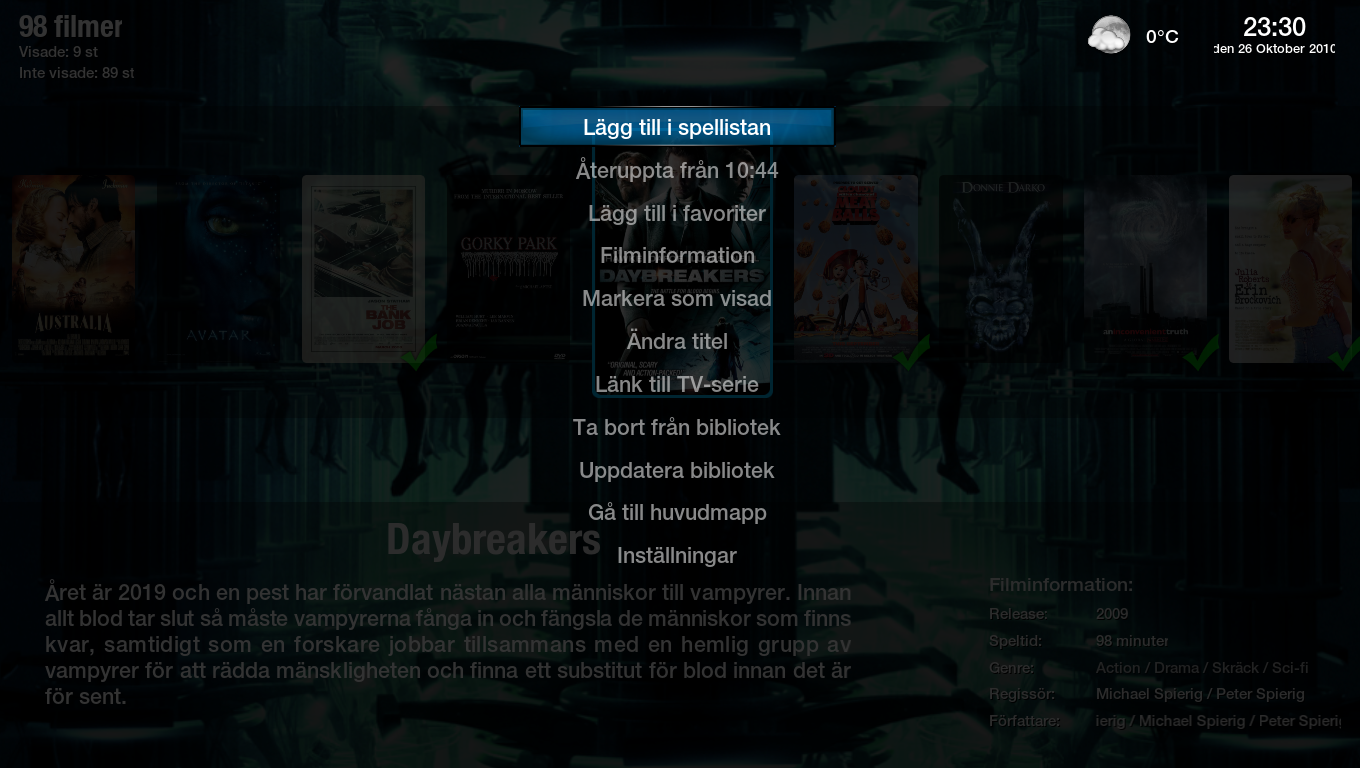 98 filmer
Visade: 9 st
Inte visade: 89 st
0°C
23:30
den 26 Oktober 2010
Lägg till i spellistan
Återuppta från 10:44
Lägg till i favoriter
Filminformation
Markera som visad
Ändra titel
Länk till TV-serie
Ta bort från bibliotek
Uppdatera bibliotek
Gå till huvudmapp
Inställningar
AUSTRALIA
AVATAR
THE
BANK
JOB
GORKY PARK
DAYBREAKERS
"ORIGINAL, SCARY
AND ACTION-PACKED"
DONNIE DARKO
an inconvenient truth
Julia Roberts
Erin
Brockovich
Daybreakers
Året är 2019 och en pest har förvandlat nästan alla människor till vampyrer. Innan
allt blod tar slut så måste vampyrerna fånga in och fängsla de människor som finns
kvar, samtidigt som en forskare jobbar tillsammans med en hemlig grupp av
vampyrer för att rädda mänskligheten och finna ett substitut för blod innan det är
för sent.
Filminformation:
Release: 2009
Speltid: 98 minuter
Genre: Action / Drama / Skräck / Sci-fi
Regissör: Michael Spierig / Peter Spierig
Författare: ierig / Michael Spierig / Peter Spierig